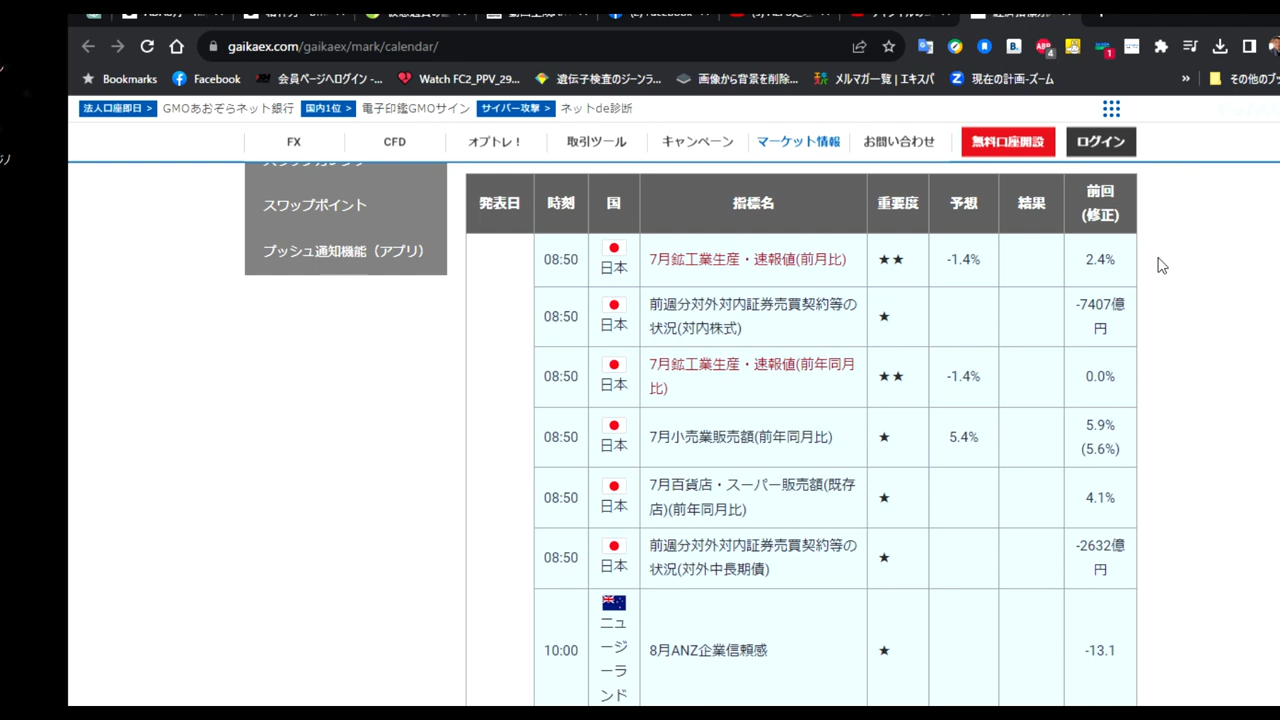 gaikaex.com/gaikaex/mark/calendar/
Bookmarks Facebook 会員ページへログイン -... Watch FC2_PPV_29... 遺伝子検査のジーンラ... 画像から背景を削除... メルマガ一覧 | エキスパ 現在の計画-ズーム » その他のブッ
法人口座即日 > GMOあおぞらネット銀行 国内1位 > 電子印鑑GMOサイン サイバー攻撃 > ネットde診断
FX CFD オプトレ! 取引ツール キャンペーン マーケット情報 お問い合わせ 無料口座開設 ログイン
スワップポイント
プッシュ通知機能（アプリ）
発表日 時刻 国 指標名 重要度 予想 結果 前回
(修正)
08:50 日本 7月鉱工業生産・速報値(前月比) ★★ -1.4% 2.4%
08:50 日本 前週分対外対内証券売買契約等の
状況(対内株式) ★ -7407億
円
08:50 日本 7月鉱工業生産・速報値(前年同月
比) ★★ -1.4% 0.0%
08:50 日本 7月小売業販売額(前年同月比) ★ 5.4% 5.9%
(5.6%)
08:50 日本 7月百貨店・スーパー販売額(既存
店)(前年同月比) ★ 4.1%
08:50 日本 前週分対外対内証券売買契約等の
状況(対外中長期債) ★ -2632億
円
10:00 ニュ
ージ
ーラ
ンド 8月ANZ企業信頼感 ★ -13.1